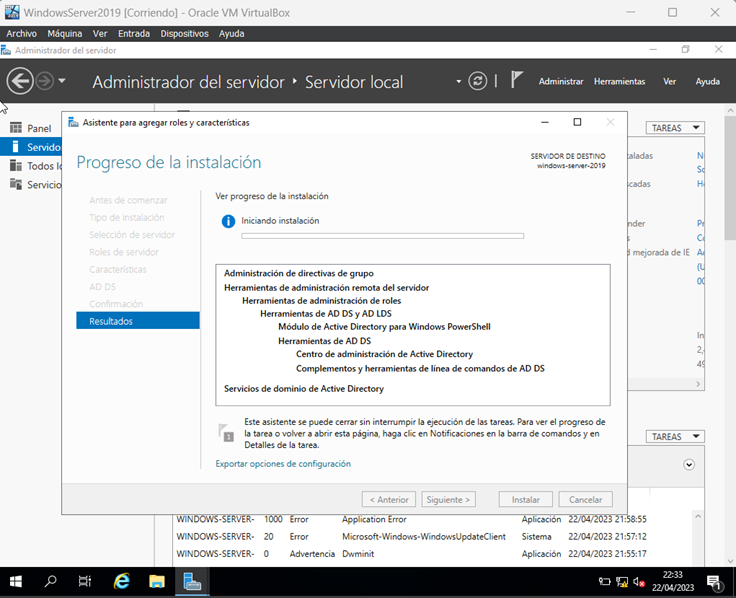 WindowsServer2019 [Corriendo] - Oracle VM VirtualBox
Archivo Máquina Ver Entrada Dispositivos Ayuda
Administrador del servidor
Administrador del servidor ‣ Servidor local
Administrar Herramientas Ver Ayuda
Panel
Servido
Todos lo
Servicio
Asistente para agregar roles y características
Progreso de la instalación
SERVIDOR DE DESTINO
windows-server-2019
Antes de comenzar
Tipo de instalación
Selección de servidor
Roles de servidor
Características
AD DS
Confirmación
Resultados
Ver progreso de la instalación
Iniciando instalación
Administración de directivas de grupo
Herramientas de administración remota del servidor
Herramientas de administración de roles
Herramientas de AD DS y AD LDS
Módulo de Active Directory para Windows PowerShell
Herramientas de AD DS
Centro de administración de Active Directory
Complementos y herramientas de línea de comandos de AD DS
Servicios de dominio de Active Directory
Este asistente se puede cerrar sin interrumpir la ejecución de las tareas. Para ver el progreso de
la tarea o volver a abrir esta página, haga clic en Notificaciones en la barra de comandos y en
Detalles de la tarea.
Exportar opciones de configuración
< Anterior Siguiente > Instalar Cancelar
TAREAS
taladas
cadas
nder
d mejorada de IE
TAREAS
WINDOWS-SERVER- 1000 Error Application Error Aplicación 22/04/2023 21:58:55
WINDOWS-SERVER- 20 Error Microsoft-Windows-WindowsUpdateClient Sistema 22/04/2023 21:57:12
WINDOWS-SERVER- 0 Advertencia Dwminit Aplicación 22/04/2023 21:55:17
22:33
22/04/2023
1